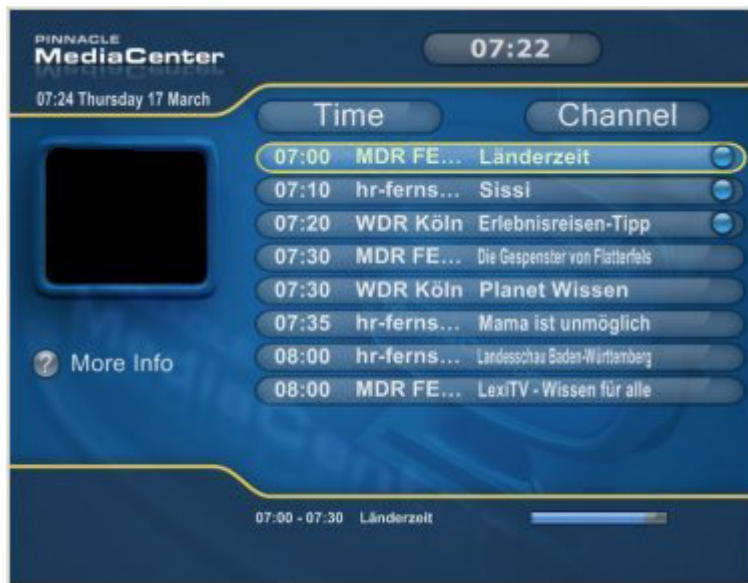 PINNACLE
MediaCenter
07:22
07:24 Thursday 17 March
Time Channel
07:00 MDR FE... Länderzeit
07:10 hr-ferns... Sissi
07:20 WDR Köln Erlebnisreisen-Tipp
07:30 MDR FE... Die Gespenster von Flatterfels
07:30 WDR Köln Planet Wissen
07:35 hr-ferns... Mama ist unmöglich
08:00 hr-ferns... Landesschau Baden-Württemberg
08:00 MDR FE... LexiTV - Wissen für alle
? More Info
07:00 - 07:30 Länderzeit